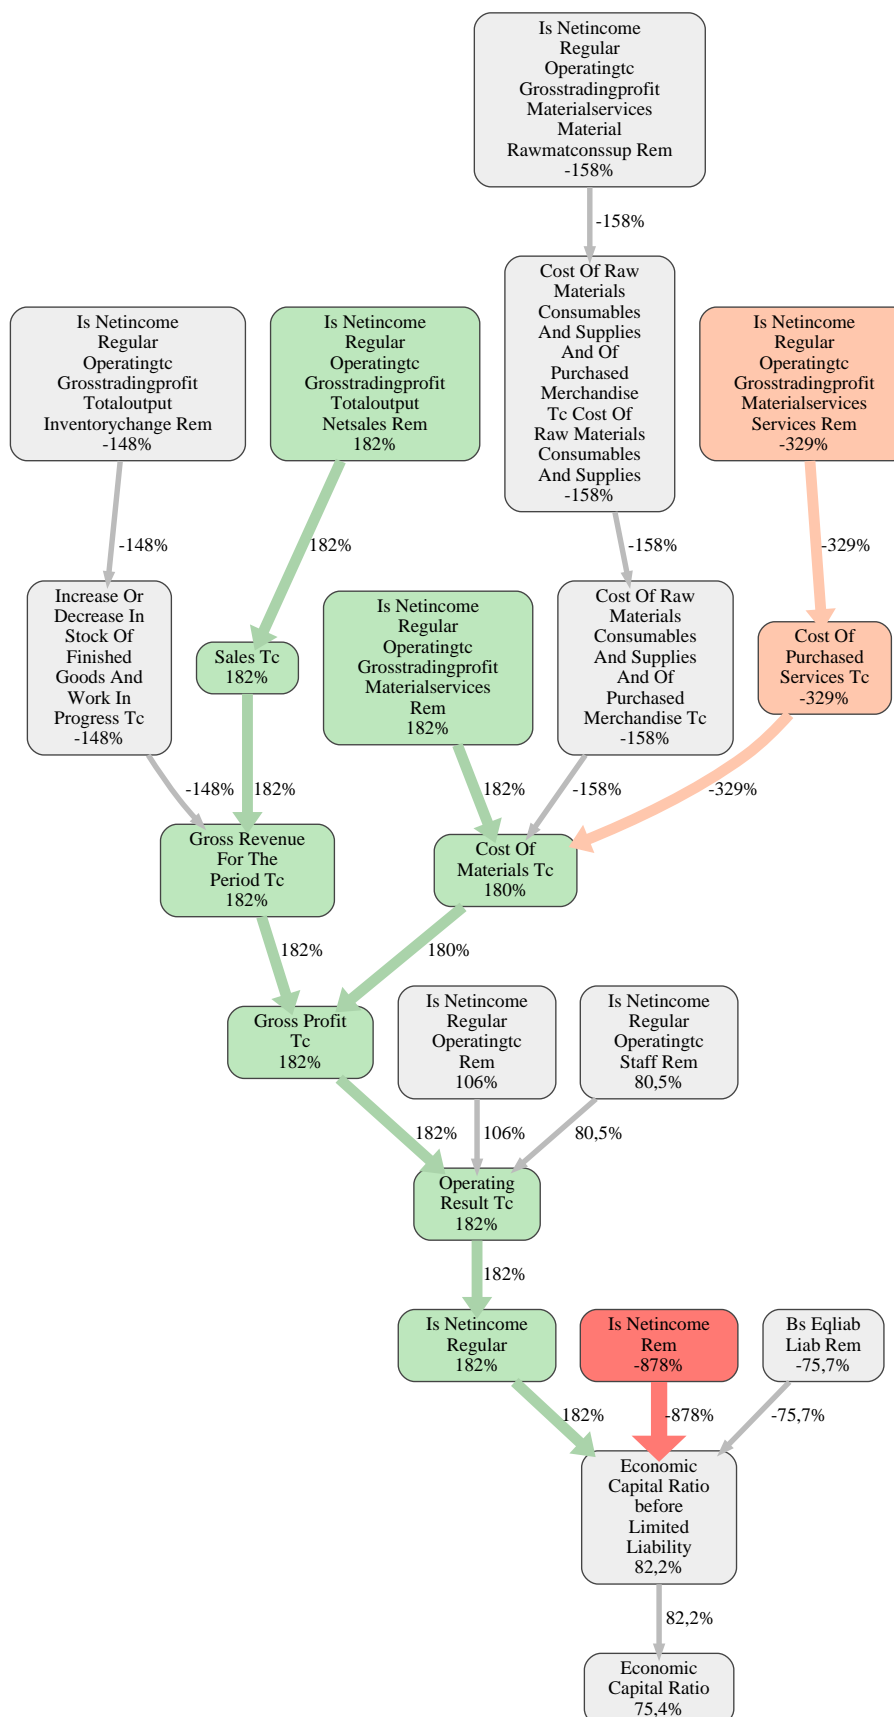 Is Netincome
Regular
Operatingtc
Grosstradingprofit
Materialservices
Material
Rawmatconssup Rem
-158%
-158%
Is Netincome
Regular
Operatingtc
Grosstradingprofit
Totaloutput
Inventorychange Rem
-148%
Is Netincome
Regular
Operatingtc
Grosstradingprofit
Totaloutput
Netsales Rem
182%
Cost Of Raw
Materials
Consumables
And Supplies
And Of
Purchased
Merchandise
Tc Cost Of
Raw Materials
Consumables
And Supplies
-158%
Is Netincome
Regular
Operatingtc
Grosstradingprofit
Materialservices
Services Rem
-329%
-148%
182%
-158%
-329%
Increase Or
Decrease In
Stock Of
Finished
Goods And
Work In
Progress Tc
-148%
Sales Tc
182%
Is Netincome
Regular
Operatingtc
Grosstradingprofit
Materialservices
Rem
182%
Cost Of Raw
Materials
Consumables
And Supplies
And Of
Purchased
Merchandise Tc
-158%
Cost Of
Purchased
Services Tc
-329%
-148%
182%
182%
-158%
-329%
Gross Revenue
For The
Period Tc
182%
Cost Of
Materials Tc
180%
182%
180%
Gross Profit
Tc
182%
Is Netincome
Regular
Operatingtc
Rem
106%
Is Netincome
Regular
Operatingtc
Staff Rem
80,5%
182%
106%
80,5%
Operating
Result Tc
182%
182%
Is Netincome
Regular
182%
Is Netincome
Rem
-878%
Bs Eqliab
Liab Rem
-75,7%
182%
-878%
-75,7%
Economic
Capital Ratio
before
Limited
Liability
82,2%
82,2%
Economic
Capital Ratio
75,4%